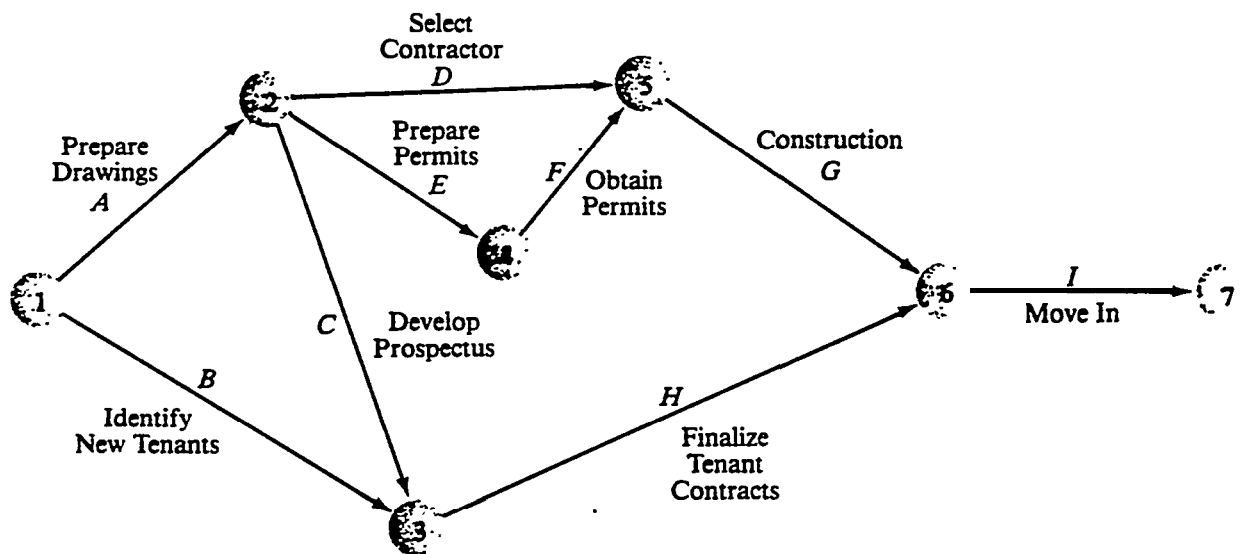 Select
Contractor
D
2
5
Prepare
Drawings
A
Prepare
Permits
E
F
Obtain
Permits
Construction
G
4
1
6
I
Move In
7
C
Develop
Prospectus
B
Identify
New Tenants
H
Finalize
Tenant
Contracts
3